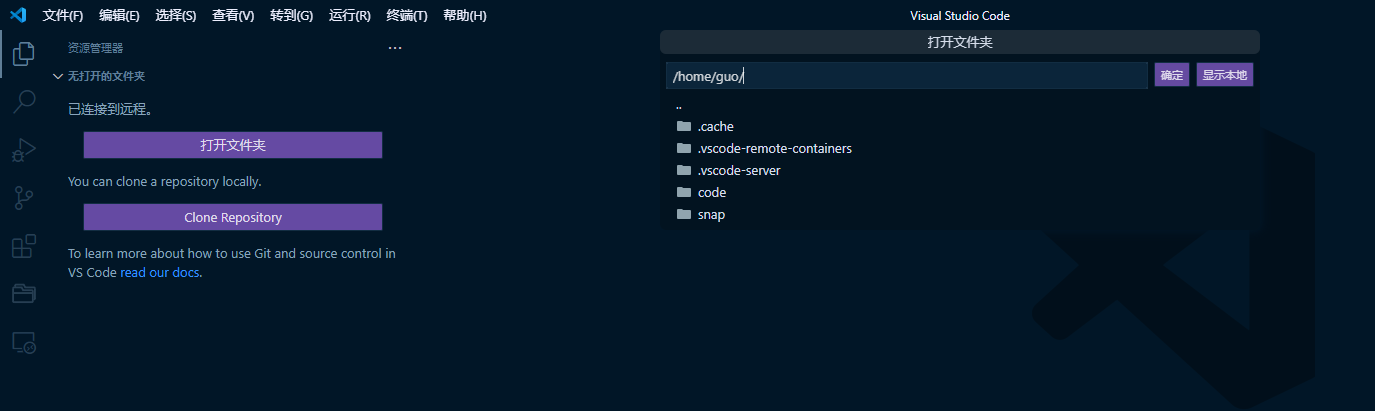 文件(F) 编辑(E) 选择(S) 查看(V) 转到(G) 运行(R) 终端(T) 帮助(H) Visual Studio Code
资源管理器 ···
无打开的文件夹
已连接到远程。
打开文件夹
You can clone a repository locally.
Clone Repository
To learn more about how to use Git and source control in
VS Code read our docs.
打开文件夹
/home/guo/ 确定 显示本地
..
.cache
.vscode-remote-containers
.vscode-server
code
snap